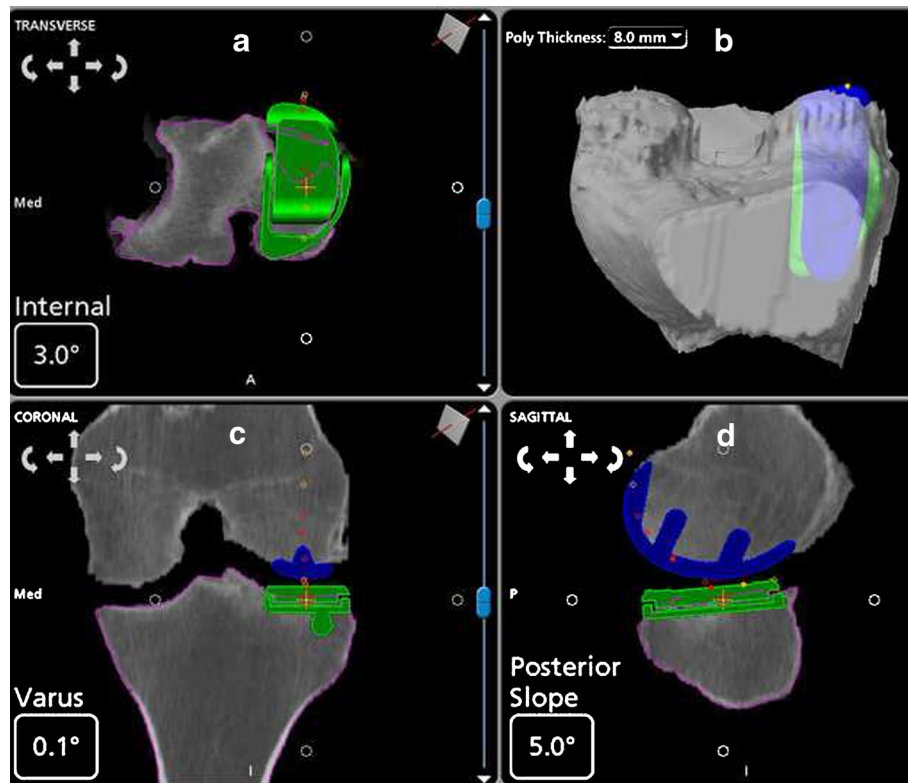 TRANSVERSE
a
Med
Internal
3.0°
A
Poly Thickness: 8.0 mm
b
CORONAL
c
Med
Varus
0.1°
I
SAGITTAL
d
P
Posterior
Slope
5.0°
I